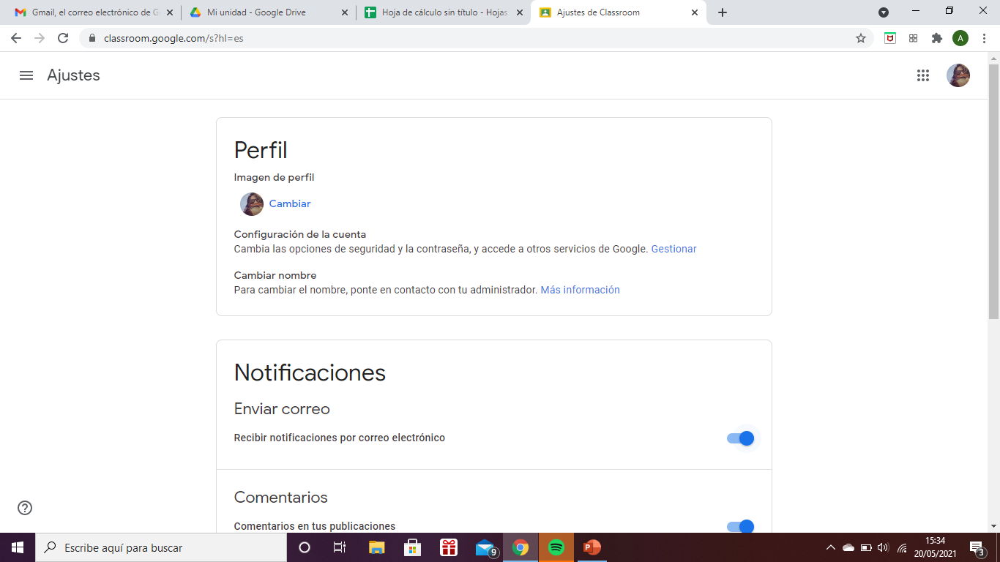 Gmail, el correo electrónico de G
Mi unidad - Google Drive
Hoja de cálculo sin título - Hojas
Ajustes de Classroom
classroom.google.com/s?hl=es
A
Ajustes
Perfil
Imagen de perfil
Cambiar
Configuración de la cuenta
Cambia las opciones de seguridad y la contraseña, y accede a otros servicios de Google. Gestionar
Cambiar nombre
Para cambiar el nombre, ponte en contacto con tu administrador. Más información
Notificaciones
Enviar correo
Recibir notificaciones por correo electrónico
Comentarios
Comentarios en tus publicaciones
Escribe aquí para buscar
9
P
15:34
20/05/2021
3